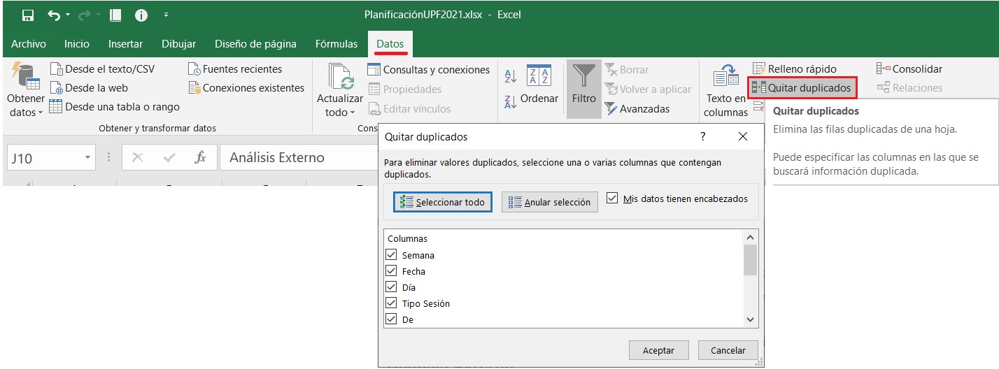 PlanificaciónUPF2021.xlsx - Excel
Archivo Inicio Insertar Dibujar Diseño de página Fórmulas Datos
Obtener datos
Desde el texto/CSV
Desde la web
Desde una tabla o rango
Fuentes recientes
Conexiones existentes
Obtener y transformar datos
Actualizar
todo
Consultas y conexiones
Propiedades
Editar vínculos
Cons
Ordenar
Filtro
Borrar
Volver a aplicar
Avanzadas
Texto en
columnas
Relleno rápido
Quitar duplicados
Consolidar
Relaciones
Quitar duplicados
Elimina las filas duplicadas de una hoja.
Puede especificar las columnas en las que se
buscará información duplicada.
J10
fx
Análisis Externo
Quitar duplicados
?
Para eliminar valores duplicados, seleccione una o varias columnas que contengan
duplicados.
Seleccionar todo
Anular selección
Mis datos tienen encabezados
Columnas
Semana
Fecha
Día
Tipo Sesión
De
Aceptar
Cancelar